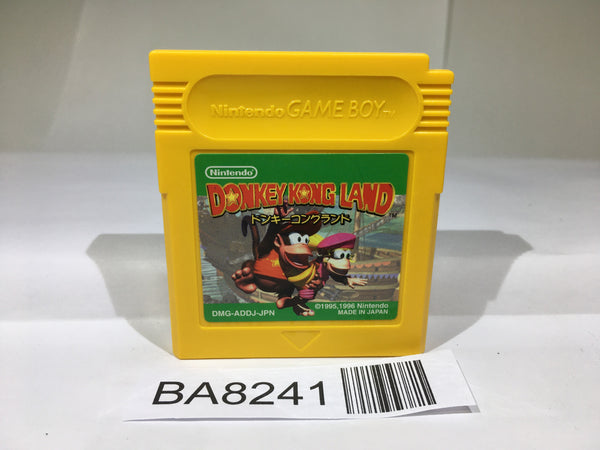 Nintendo GAME BOY TM
Nintendo
DONKEY KONG LAND TM
ドンキーコングランド
DMG-ADDJ-JPN
©1995,1996 Nintendo
MADE IN JAPAN
BA8241